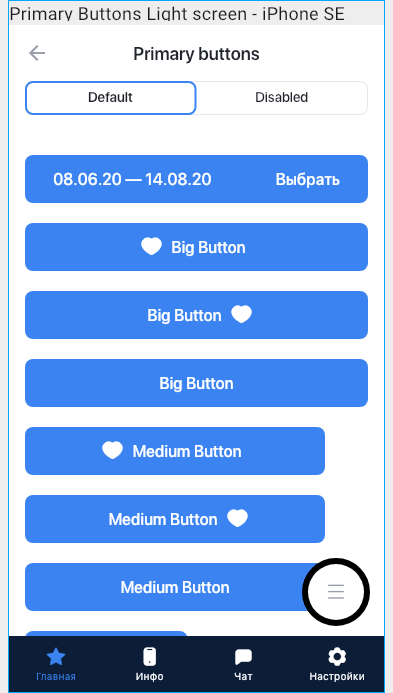 Primary Buttons Light screen - iPhone SE
Primary buttons
Default Disabled
08.06.20 — 14.08.20 Выбрать
Big Button
Big Button
Big Button
Medium Button
Medium Button
Medium Button
Главная Инфо Чат Настройки